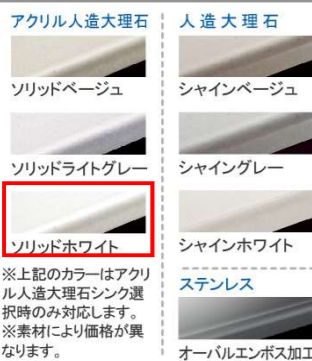 アクリル人造大理石
ソリッドベージュ
ソリッドライトグレー
ソリッドホワイト
※上記のカラーはアクリ
ル人造大理石シンク選
択時のみ対応します。
※素材により価格が異
なります。
人造大理石
シャインベージュ
シャイングレー
シャインホワイト
ステンレス
オーバルエンボス加工